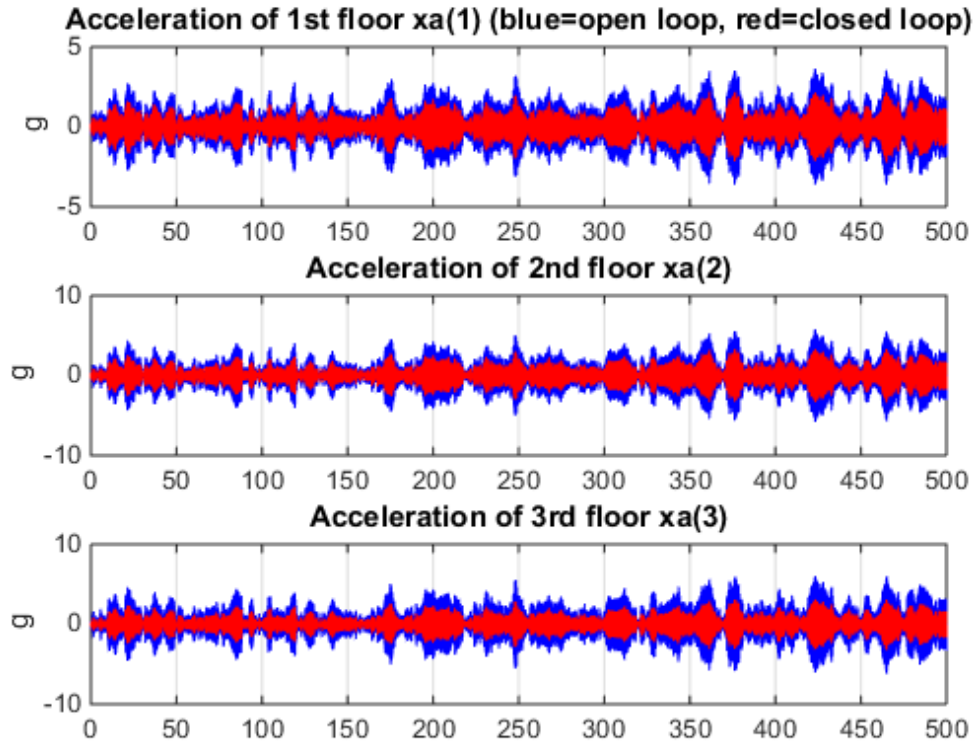 Acceleration of 1st floor xa(1) (blue=open loop, red=closed loop)
5
0
-5
g
0 50 100 150 200 250 300 350 400 450 500
Acceleration of 2nd floor xa(2)
10
0
-10
g
0 50 100 150 200 250 300 350 400 450 500
Acceleration of 3rd floor xa(3)
10
0
-10
g
0 50 100 150 200 250 300 350 400 450 500